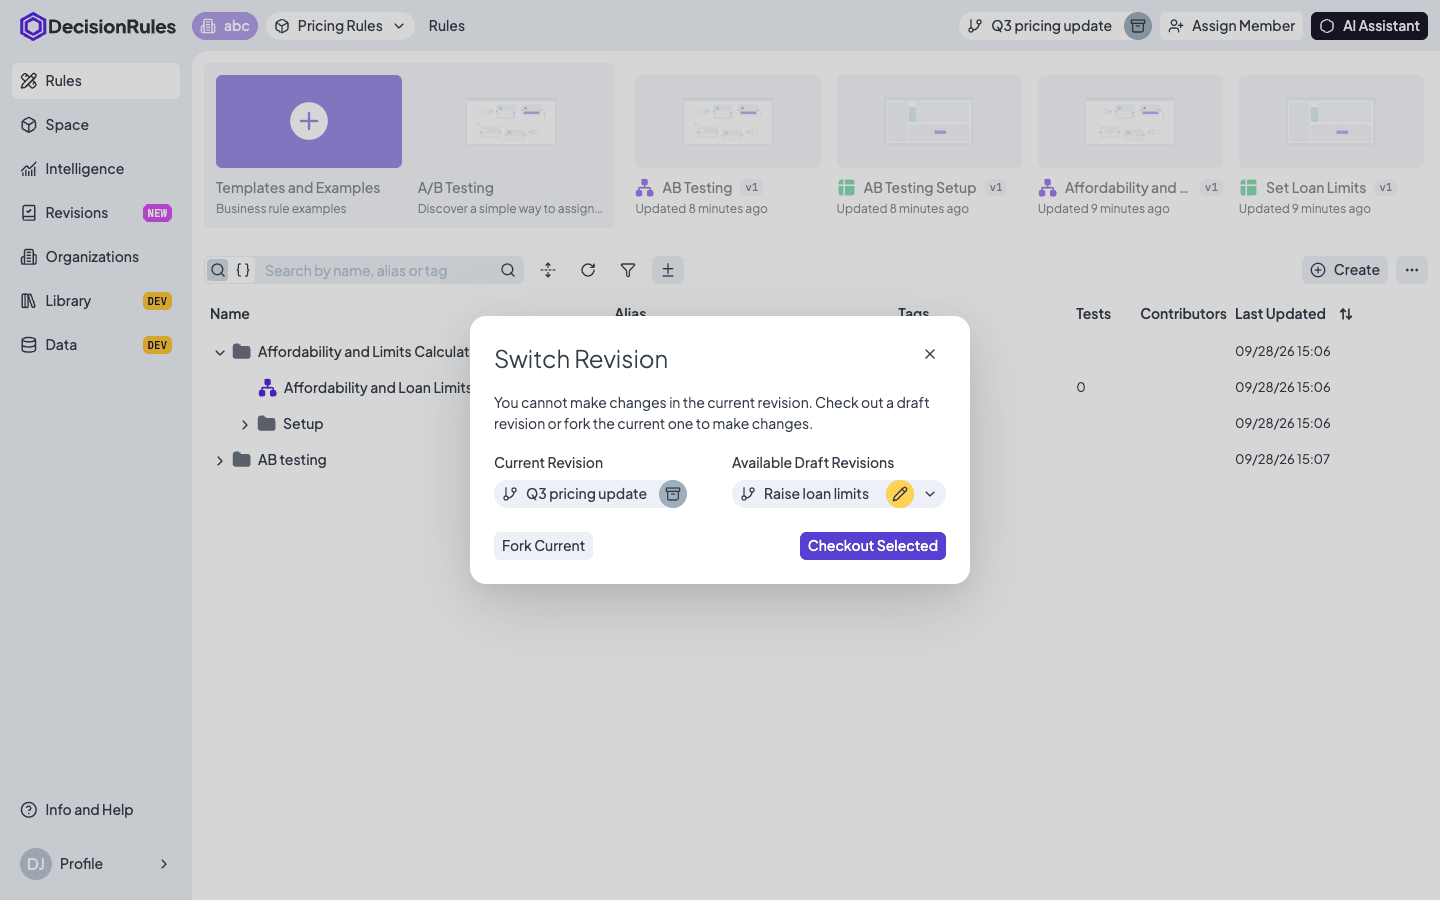 DecisionRules
abc
Pricing Rules
Rules
Q3 pricing update
Assign Member
AI Assistant
Rules
Space
Intelligence
Revisions NEW
Organizations
Library DEV
Data DEV
Info and Help
DJ Profile
Templates and Examples
Business rule examples
A/B Testing
Discover a simple way to assign...
AB Testing v1
Updated 8 minutes ago
AB Testing Setup v1
Updated 8 minutes ago
Affordability and ... v1
Updated 9 minutes ago
Set Loan Limits v1
Updated 9 minutes ago
{ } Search by name, alias or tag
Create
Name Alias Tags Tests Contributors Last Updated
Affordability and Limits Calculat 09/28/26 15:06
Affordability and Loan Limits 0 09/28/26 15:06
Setup 09/28/26 15:06
AB testing 09/28/26 15:07
Switch Revision
You cannot make changes in the current revision. Check out a draft
revision or fork the current one to make changes.
Current Revision
Q3 pricing update
Available Draft Revisions
Raise loan limits
Fork Current
Checkout Selected